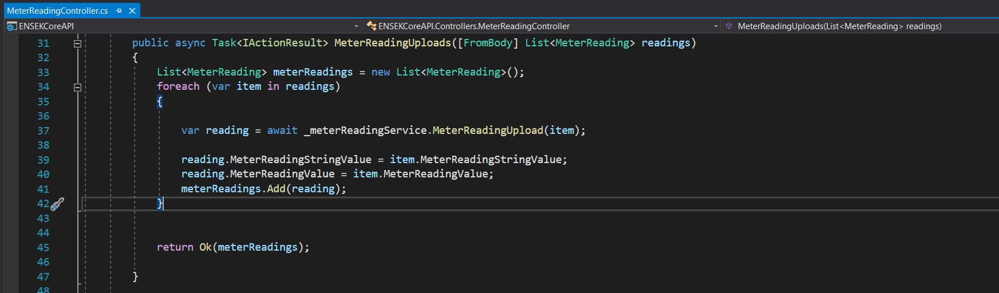 MeterReadingController.cs
ENSEKCoreAPI ENSEKCoreAPI.Controllers.MeterReadingController MeterReadingUploads(List<MeterReading> readings)
31 public async Task<IActionResult> MeterReadingUploads([FromBody] List<MeterReading> readings)
32 {
33 List<MeterReading> meterReadings = new List<MeterReading>();
34 foreach (var item in readings)
35 {
36
37 var reading = await _meterReadingService.MeterReadingUpload(item);
38
39 reading.MeterReadingStringValue = item.MeterReadingStringValue;
40 reading.MeterReadingValue = item.MeterReadingValue;
41 meterReadings.Add(reading);
42 }
43
44
45 return Ok(meterReadings);
46
47 }
48